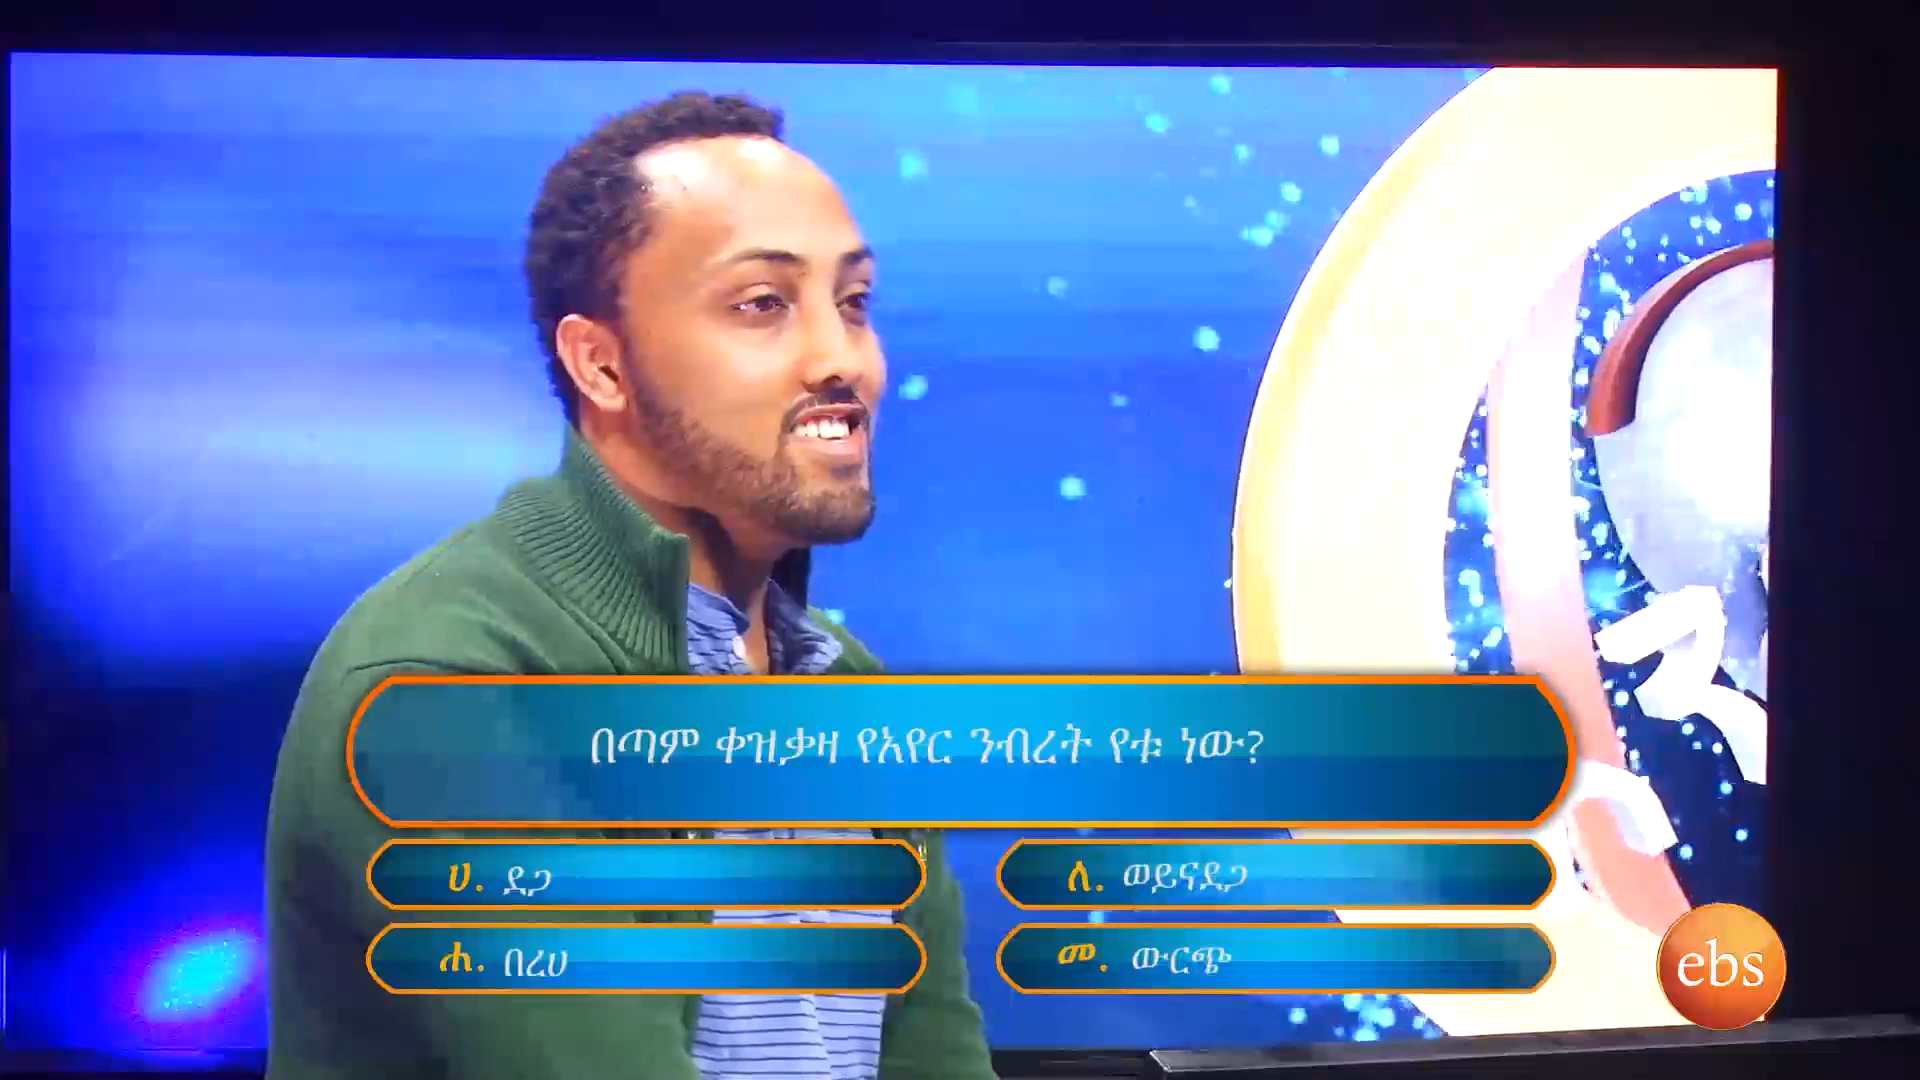 በጣም ቀዝቃዛ የአየር ንብረት የቱ ነው?
ሀ. ደጋ
ለ. ወይናደጋ
ሐ. በረሀ
መ. ውርጭ
ebs